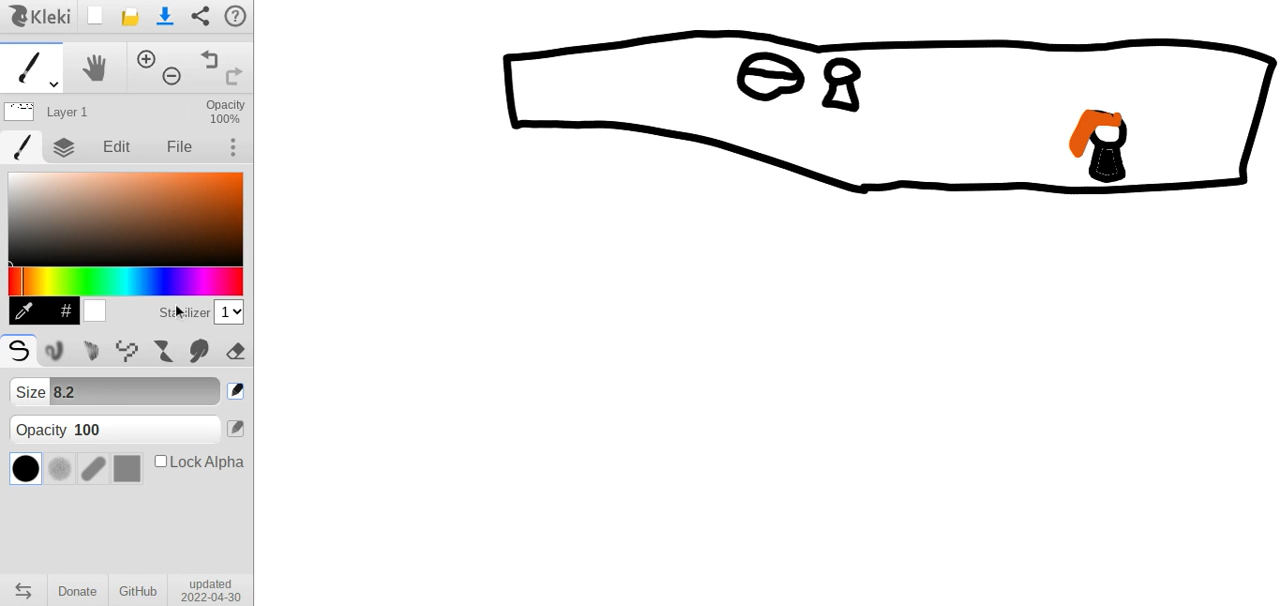 Kleki
Layer 1
Opacity
100%
Edit
File
#
Stabilizer
1
Size 8.2
Opacity 100
Lock Alpha
Donate
GitHub
updated
2022-04-30